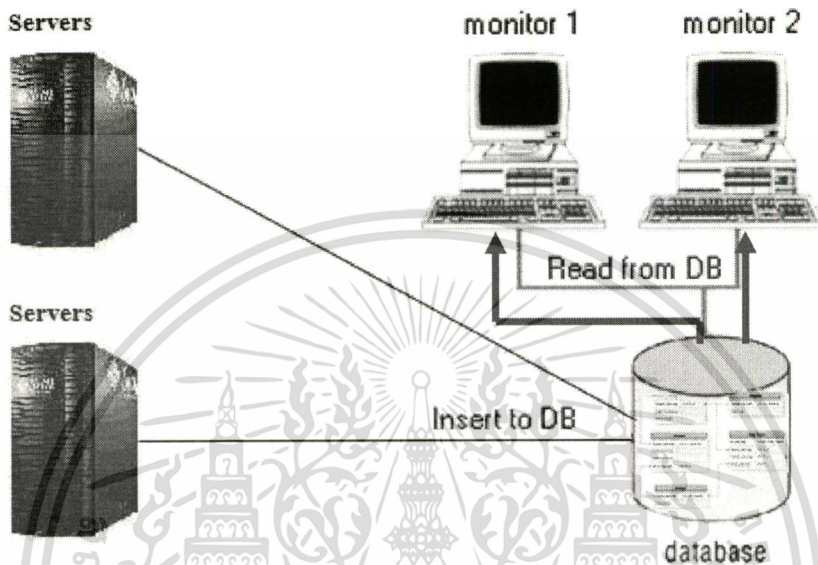 Servers
monitor 1
monitor 2
Read from DB
Servers
Insert to DB
database